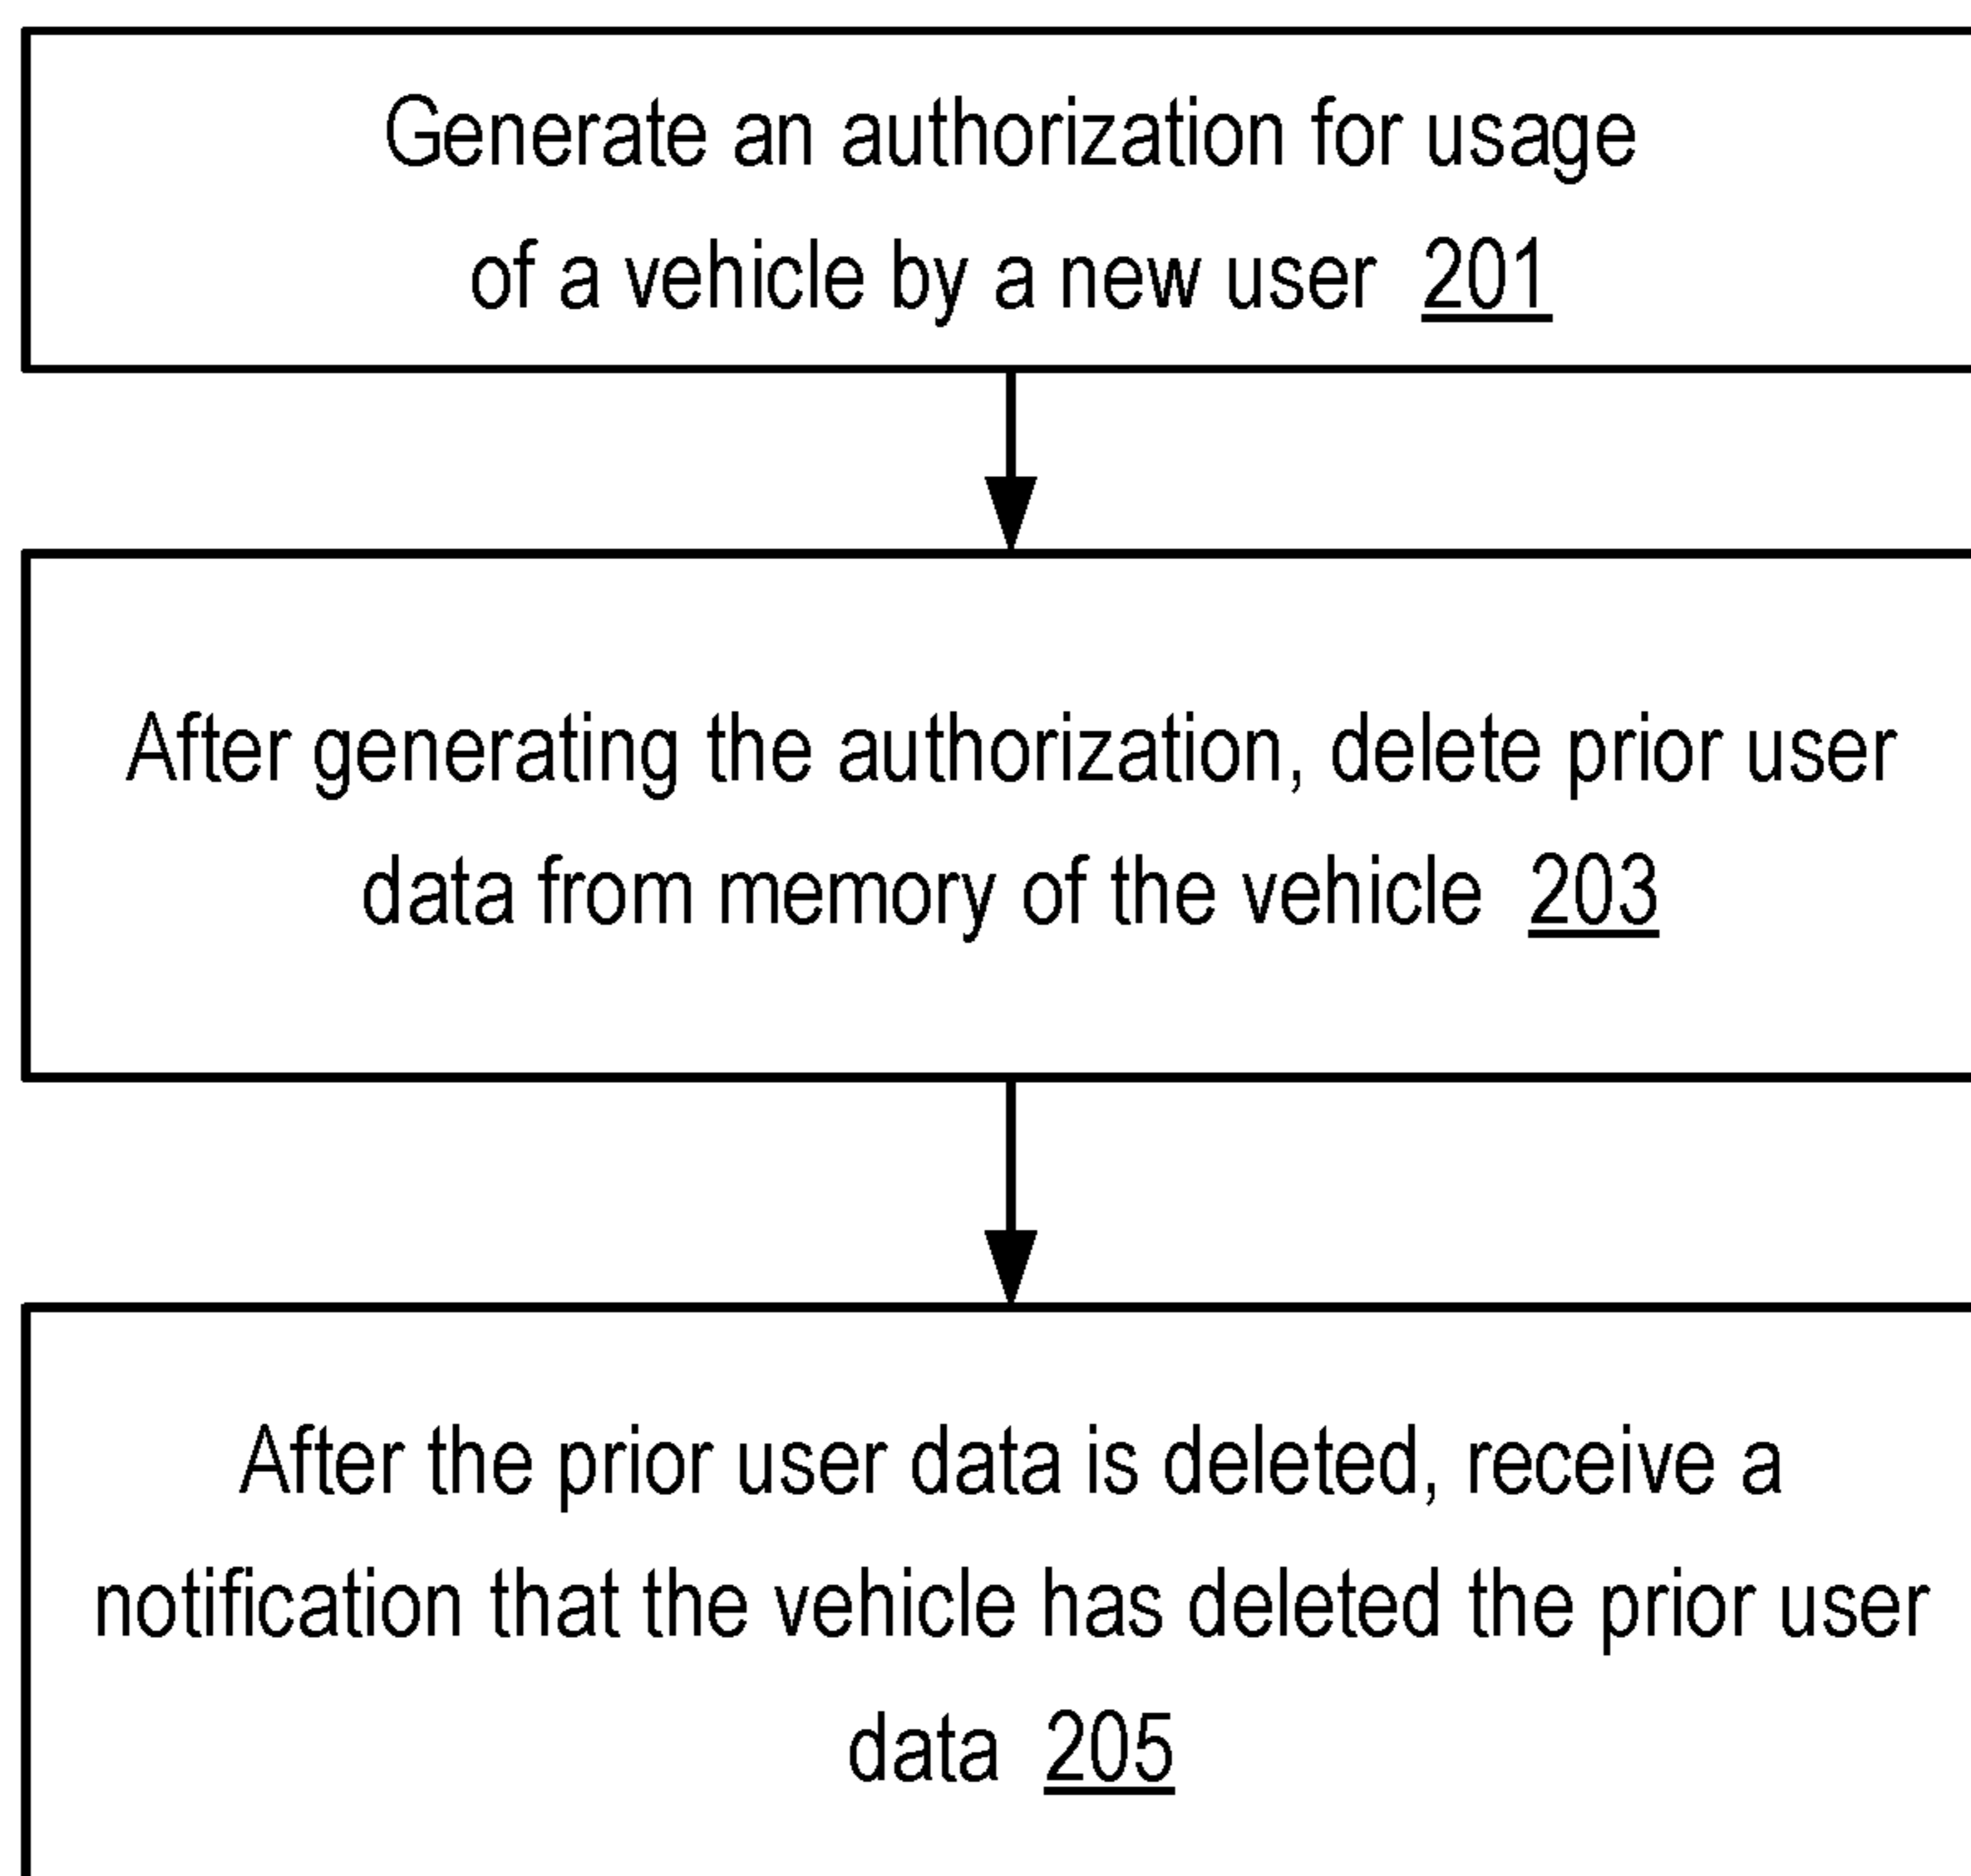 Generate an authorization for usage
of a vehicle by a new user 201
After generating the authorization, delete prior user
data from memory of the vehicle 203
After the prior user data is deleted, receive a
notification that the vehicle has deleted the prior user
data 205